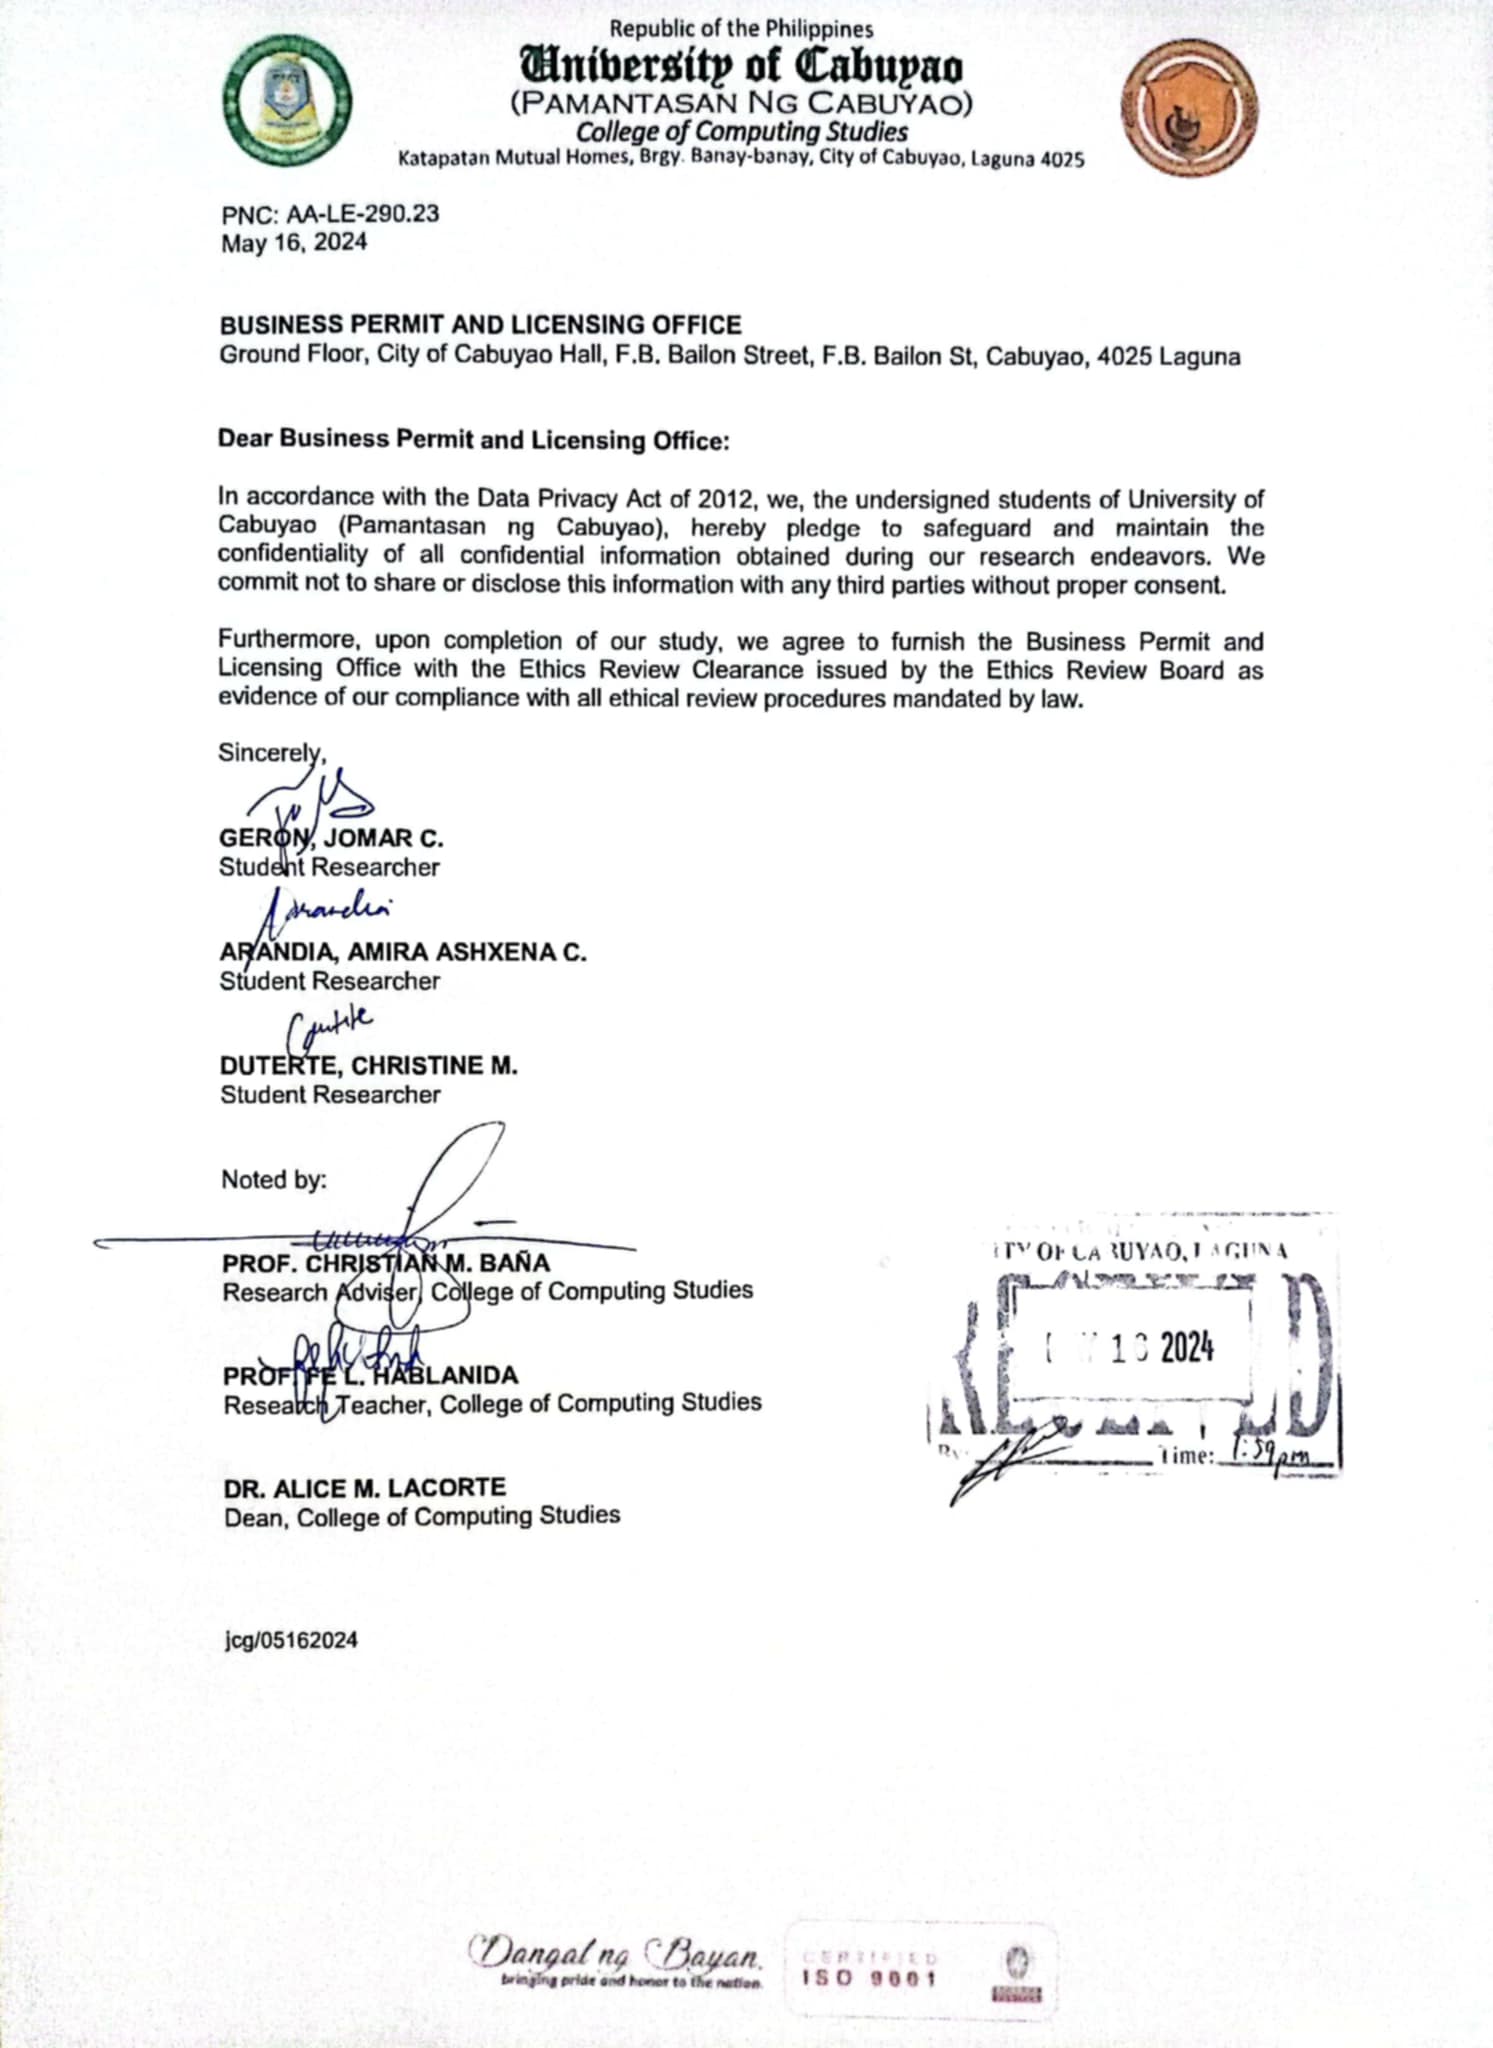 Republic of the Philippines
University of Cabuyao
(PAMANTASAN NG CABUYAO)
College of Computing Studies
Katapatan Mutual Homes, Brgy. Banay-banay, City of Cabuyao, Laguna 4025
PNC: AA-LE-290.23
May 16, 2024
BUSINESS PERMIT AND LICENSING OFFICE
Ground Floor, City of Cabuyao Hall, F.B. Bailon Street, F.B. Bailon St, Cabuyao, 4025 Laguna
Dear Business Permit and Licensing Office:
In accordance with the Data Privacy Act of 2012, we, the undersigned students of University of
Cabuyao (Pamantasan ng Cabuyao), hereby pledge to safeguard and maintain the
confidentiality of all confidential information obtained during our research endeavors. We
commit not to share or disclose this information with any third parties without proper consent.
Furthermore, upon completion of our study, we agree to furnish the Business Permit and
Licensing Office with the Ethics Review Clearance issued by the Ethics Review Board as
evidence of our compliance with all ethical review procedures mandated by law.
Sincerely,
GERON, JOMAR C.
Student Researcher
Arandia
ARANDIA, AMIRA ASHXENA C.
Student Researcher
DUTERTE, CHRISTINE M.
Student Researcher
Noted by:
PROF. CHRISTIAN M. BAÑA
Research Adviser, College of Computing Studies
PROF. FE L. HABLANIDA
Research Teacher, College of Computing Studies
DR. ALICE M. LACORTE
Dean, College of Computing Studies
CITY OF CABUYAO, LAGUNA
RECEIVED
2024
By: Time: 1:59pm
jcg/05162024
Dangal ng Bayan.
bringing pride and honor to the nation.
CERTIFIED
ISO 9001